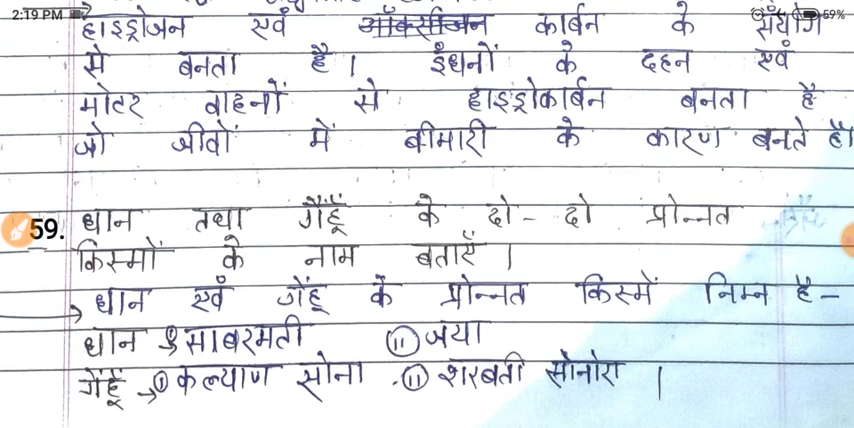 2:19 PM 59%
हाइड्रोजन एवं ऑक्सीजन कार्बन के संयोग
से बनता है। इंधनों के दहन एवं
मोटर वाहनों से हाइड्रोकार्बन बनता है
जो जीवों में बीमारी के कारण बनते है।
59. धान तथा गेंहूँ के दो-दो प्रोन्नत
किस्मों के नाम बताएँ।
धान एवं गेंहू के प्रोन्नत किस्में निम्न है-
धान → (i) साबरमती (ii) जया
गेंहूँ → (i) कल्याण सोना (ii) शरबती सोनोरा।